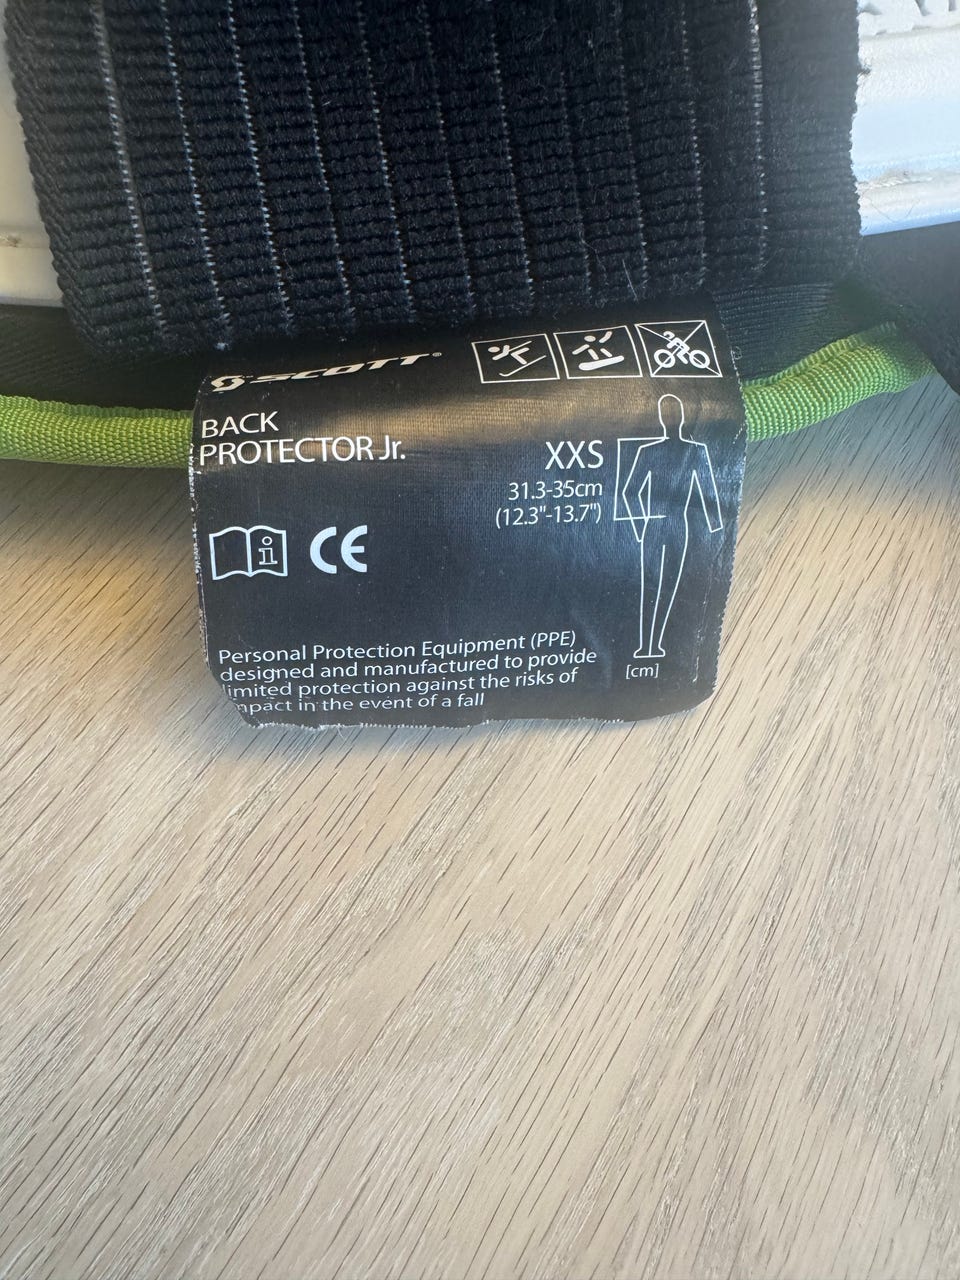 SCOTT®
BACK
PROTECTOR Jr.
XXS
31.3-35cm
(12.3"-13.7")
CE
Personal Protection Equipment (PPE)
designed and manufactured to provide
limited protection against the risks of
mpact in the event of a fall
[cm]